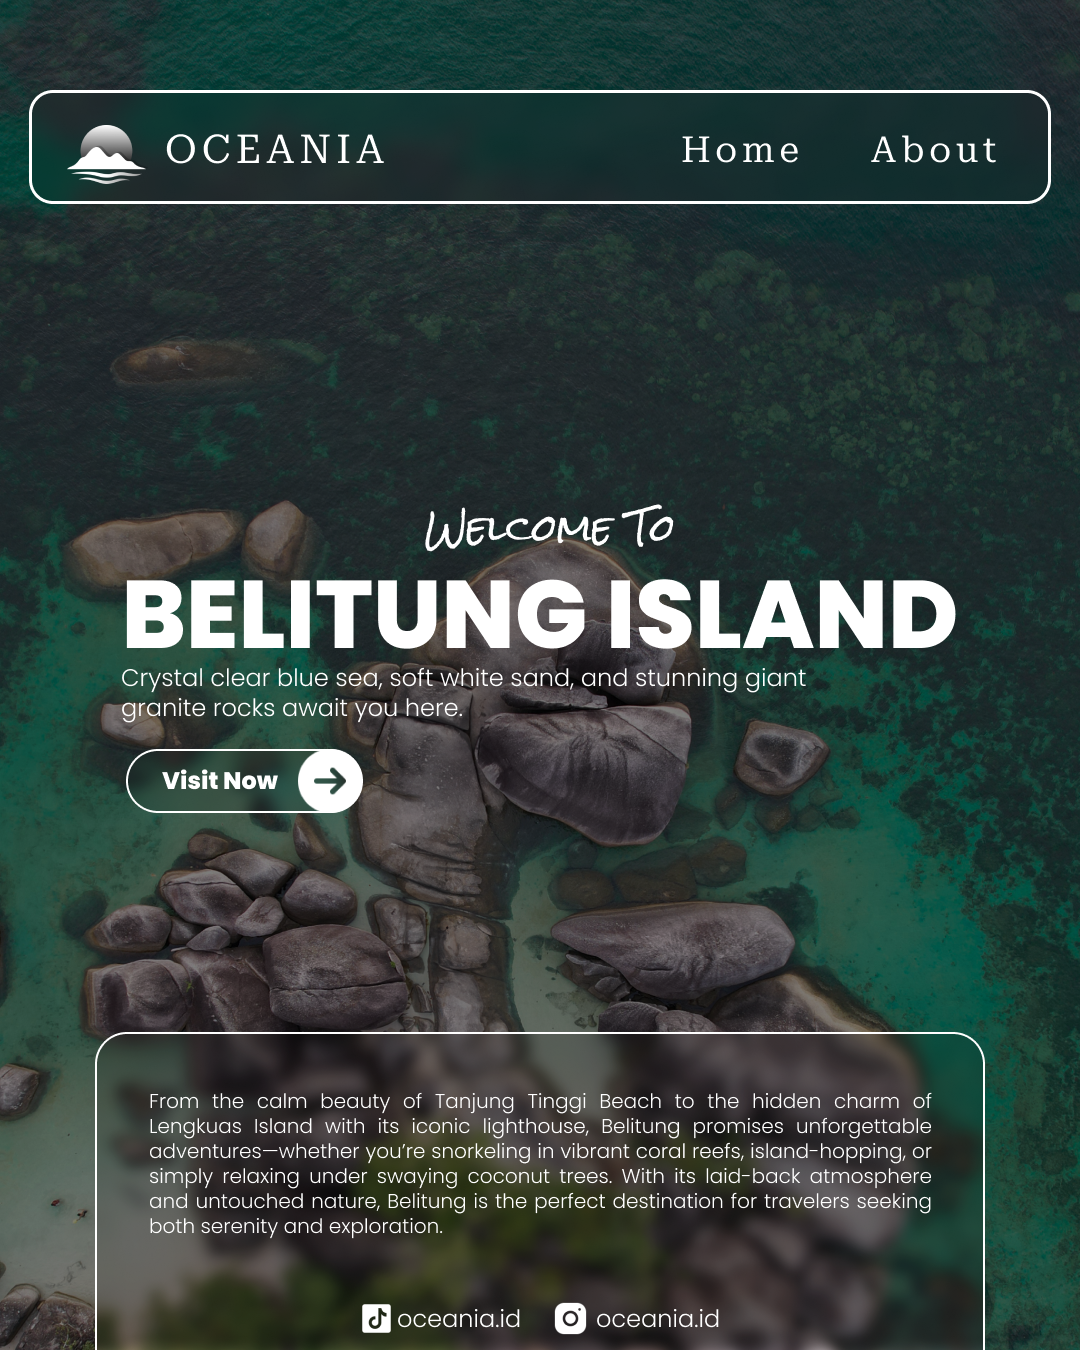 OCEANIA
Home About
Welcome To
BELITUNG ISLAND
Crystal clear blue sea, soft white sand, and stunning giant
granite rocks await you here.
Visit Now
From the calm beauty of Tanjung Tinggi Beach to the hidden charm of
Lengkuas Island with its iconic lighthouse, Belitung promises unforgettable
adventures—whether you’re snorkeling in vibrant coral reefs, island-hopping, or
simply relaxing under swaying coconut trees. With its laid-back atmosphere
and untouched nature, Belitung is the perfect destination for travelers seeking
both serenity and exploration.
oceania.id oceania.id